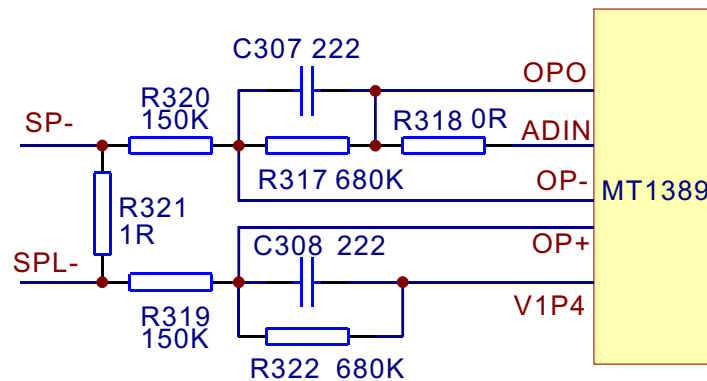 C307 222
OPO
R320
150K
SP-
R318 0R
ADIN
R317 680K
OP-
MT1389
R321
1R
OP+
C308 222
SPL-
V1P4
R319
150K
R322 680K